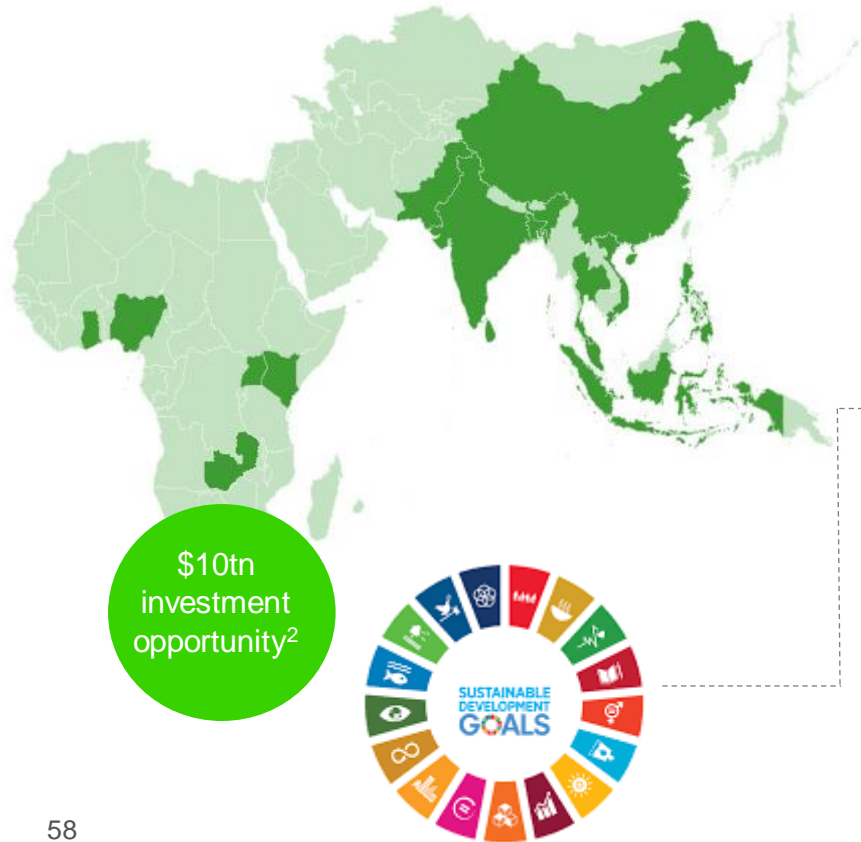 $10tn
investment
opportunity2
SUSTAINABLE
DEVELOPMENT
GOALS
58